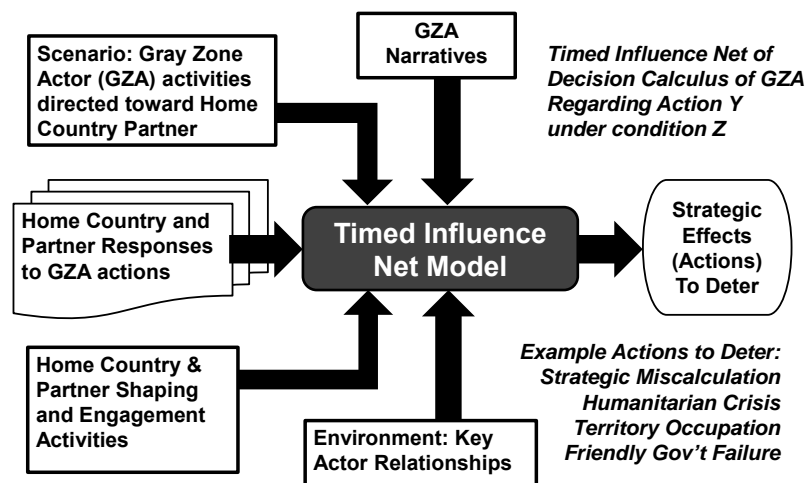 Scenario: Gray Zone
Actor (GZA) activities
directed toward Home
Country Partner
GZA
Narratives
Timed Influence Net of
Decision Calculus of GZA
Regarding Action Y
under condition Z
Home Country and
Partner Responses
to GZA actions
Timed Influence
Net Model
Strategic
Effects
(Actions)
To Deter
Home Country &
Partner Shaping
and Engagement
Activities
Environment: Key
Actor Relationships
Example Actions to Deter:
Strategic Miscalculation
Humanitarian Crisis
Territory Occupation
Friendly Gov't Failure